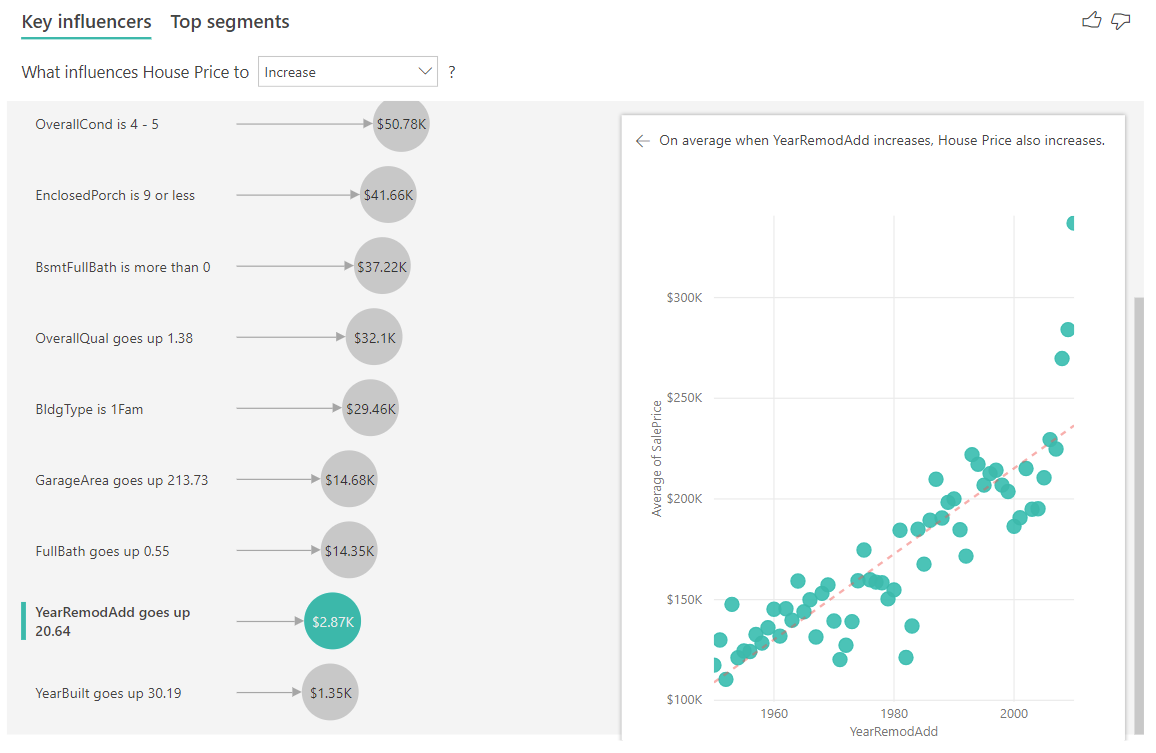 Key influencers Top segments
What influences House Price to Increase ?
OverallCond is 4 - 5 $50.78K
EnclosedPorch is 9 or less $41.66K
BsmtFullBath is more than 0 $37.22K
OverallQual goes up 1.38 $32.1K
BldgType is 1Fam $29.46K
GarageArea goes up 213.73 $14.68K
FullBath goes up 0.55 $14.35K
YearRemodAdd goes up
20.64 $2.87K
YearBuilt goes up 30.19 $1.35K
On average when YearRemodAdd increases, House Price also increases.
$300K
$250K
$200K
$150K
$100K
Average of SalePrice
1960 1980 2000
YearRemodAdd